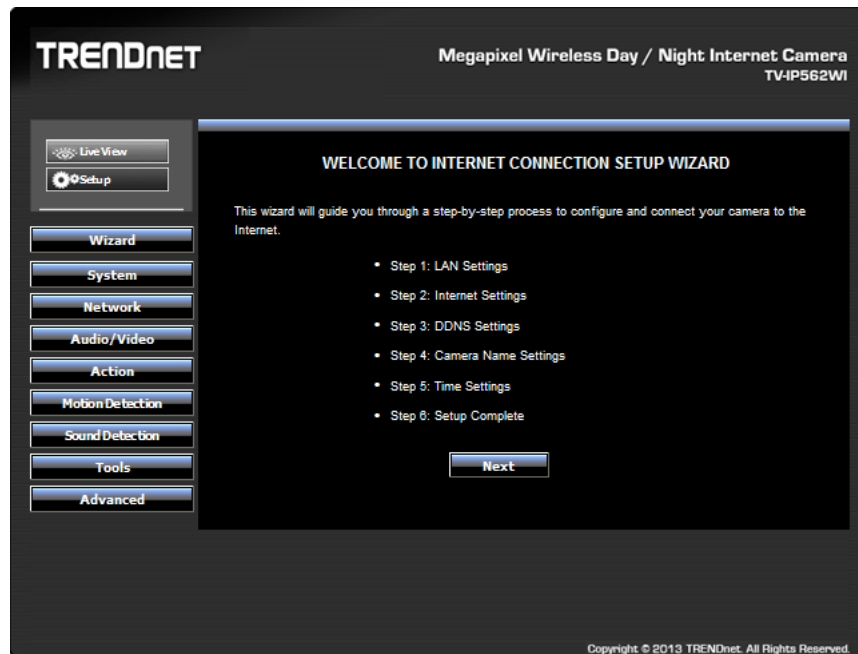 TRENDnet
Megapixel Wireless Day / Night Internet Camera
TV-IP562WI
Live View
Setup
Wizard
System
Network
Audio/Video
Action
Motion Detection
Sound Detection
Tools
Advanced
WELCOME TO INTERNET CONNECTION SETUP WIZARD
This wizard will guide you through a step-by-step process to configure and connect your camera to the
Internet.
• Step 1: LAN Settings
• Step 2: Internet Settings
• Step 3: DDNS Settings
• Step 4: Camera Name Settings
• Step 5: Time Settings
• Step 6: Setup Complete
Next
Copyright © 2013 TRENDnet. All Rights Reserved.